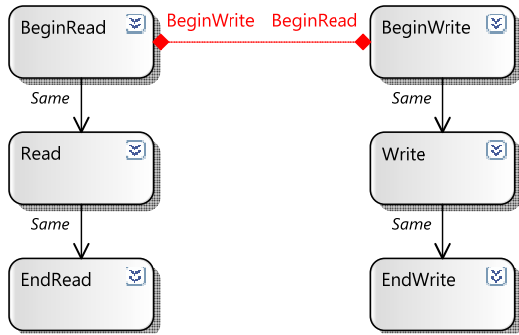 BeginRead
BeginWrite BeginRead
BeginWrite
Same
Same
Read
Write
Same
Same
EndRead
EndWrite